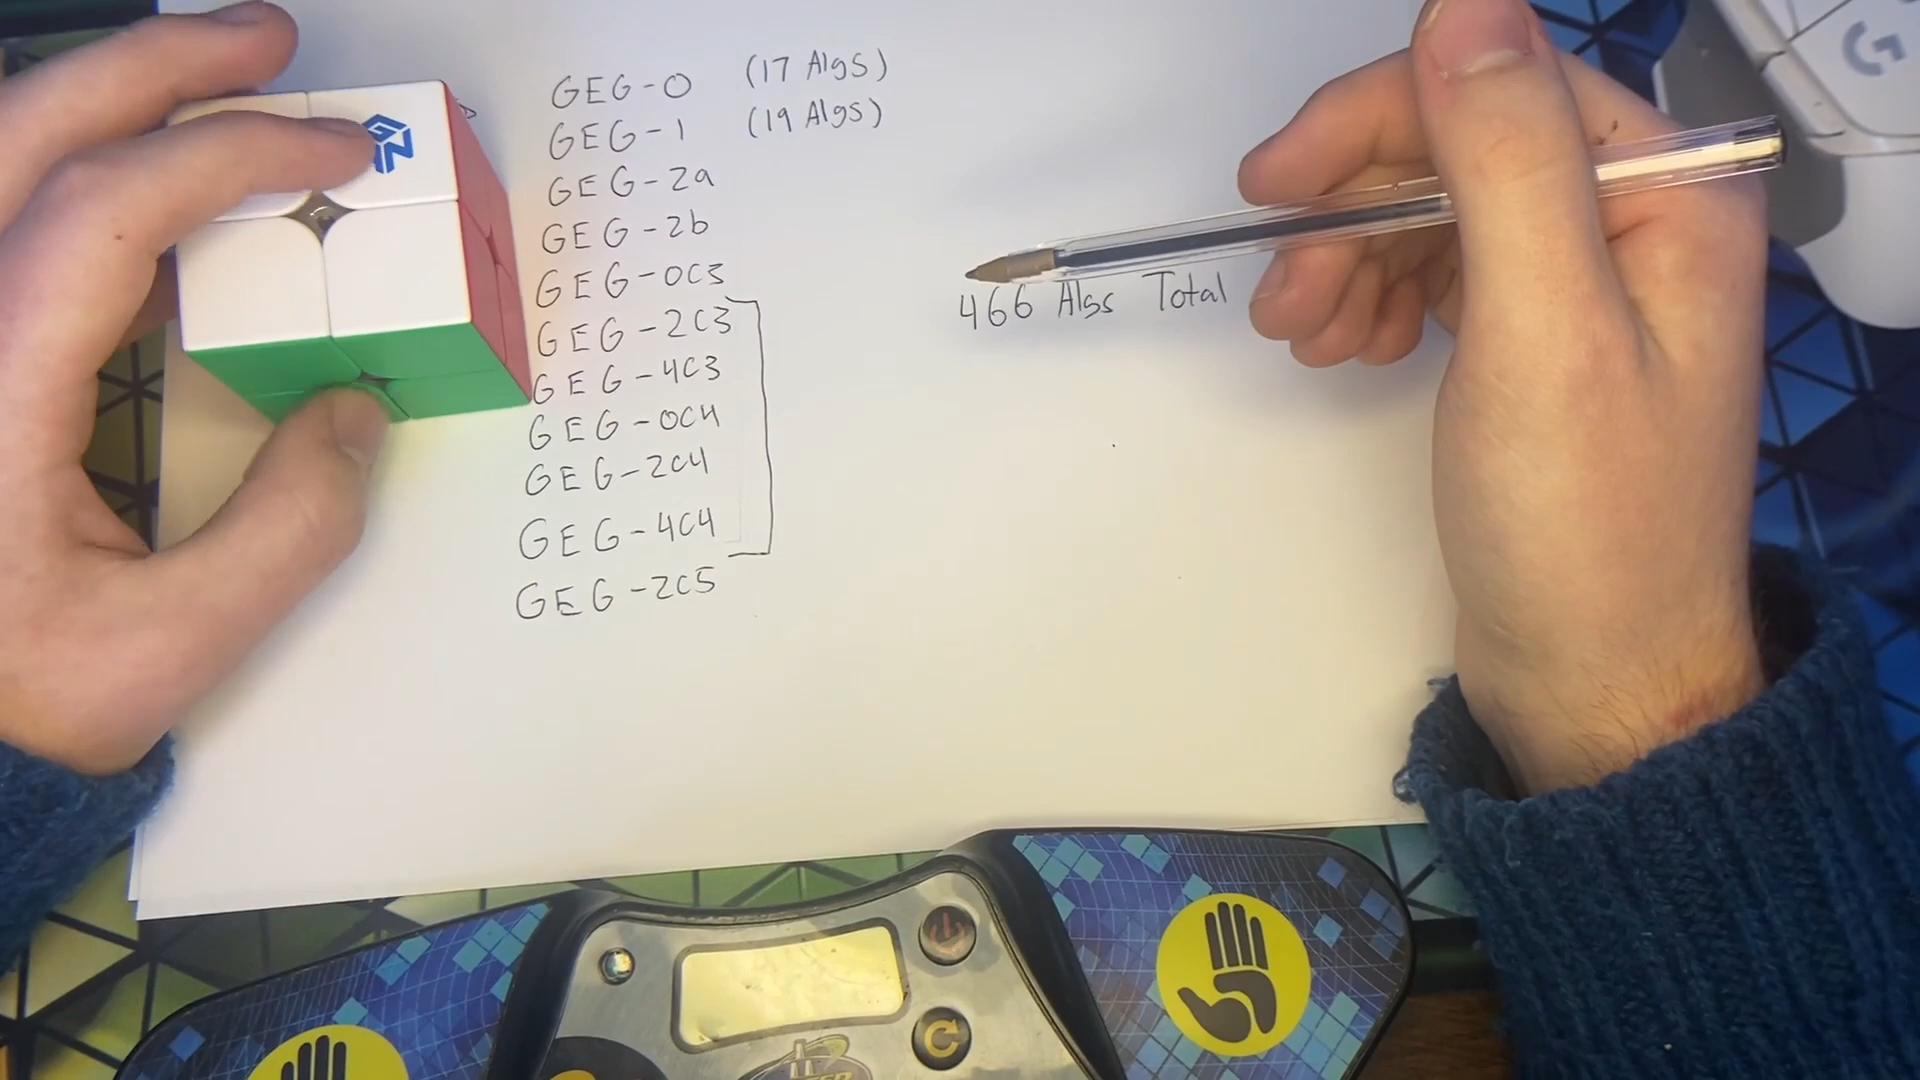 GEG-0 (17 Algs)
GEG-1 (19 Algs)
GEG-2a
GEG-2b
GEG-0C3
GEG-2C3
GEG-4C3
GEG-0C4
GEG-2C4
GEG-4C4
GEG-2C5
466 Algs Total